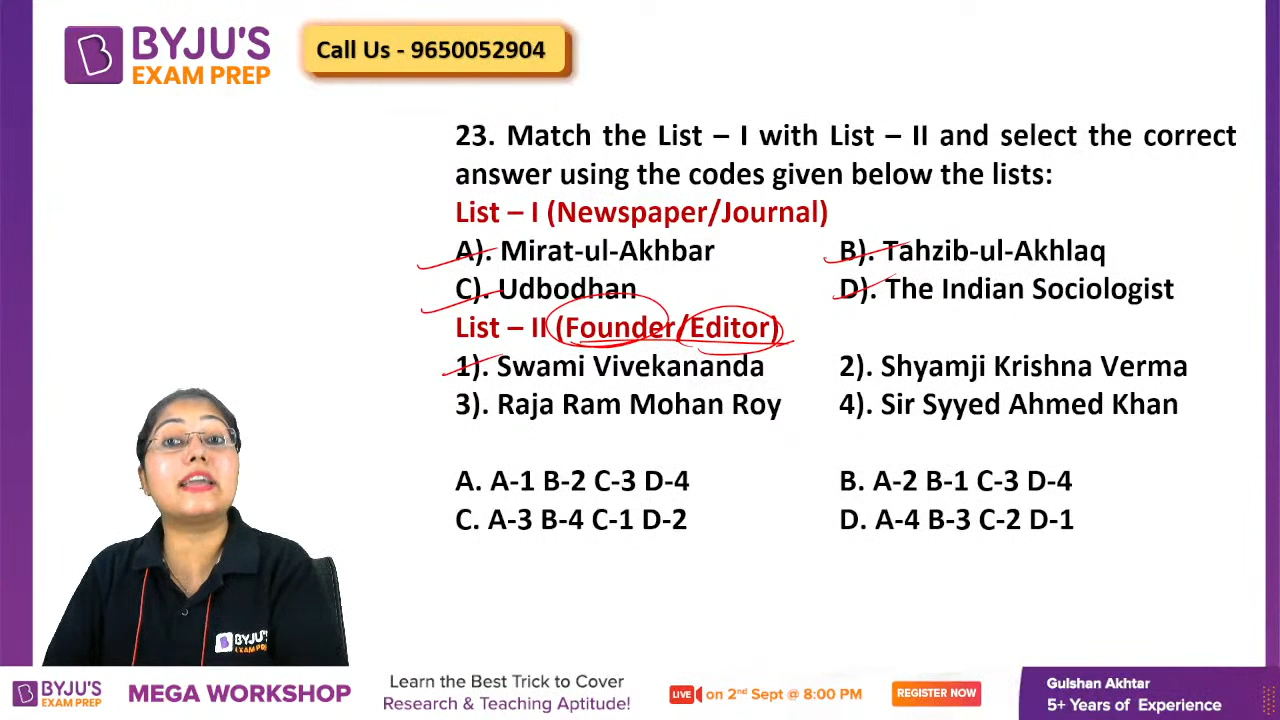 BYJU'S
EXAM PREP
Call Us - 9650052904
23. Match the List – I with List – II and select the correct
answer using the codes given below the lists:
List – I (Newspaper/Journal)
A). Mirat-ul-Akhbar B). Tahzib-ul-Akhlaq
C). Udbodhan D). The Indian Sociologist
List – II (Founder/Editor)
1). Swami Vivekananda 2). Shyamji Krishna Verma
3). Raja Ram Mohan Roy 4). Sir Syyed Ahmed Khan
A. A-1 B-2 C-3 D-4 B. A-2 B-1 C-3 D-4
C. A-3 B-4 C-1 D-2 D. A-4 B-3 C-2 D-1
BYJU'S
EXAM PREP
BYJU'S
EXAM PREP
MEGA WORKSHOP
Learn the Best Trick to Cover
Research & Teaching Aptitude!
LIVE on 2nd Sept @ 8:00 PM
REGISTER NOW
Gulshan Akhtar
5+ Years of Experience